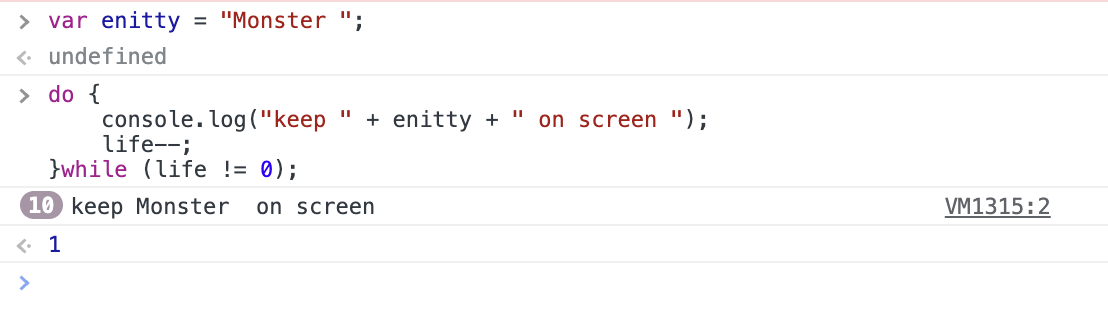 > var enitty = "Monster ";
<· undefined
> do {
    console.log("keep " + enitty + " on screen ");
    life--;
}while (life != 0);
10 keep Monster  on screen VM1315:2
<· 1
>